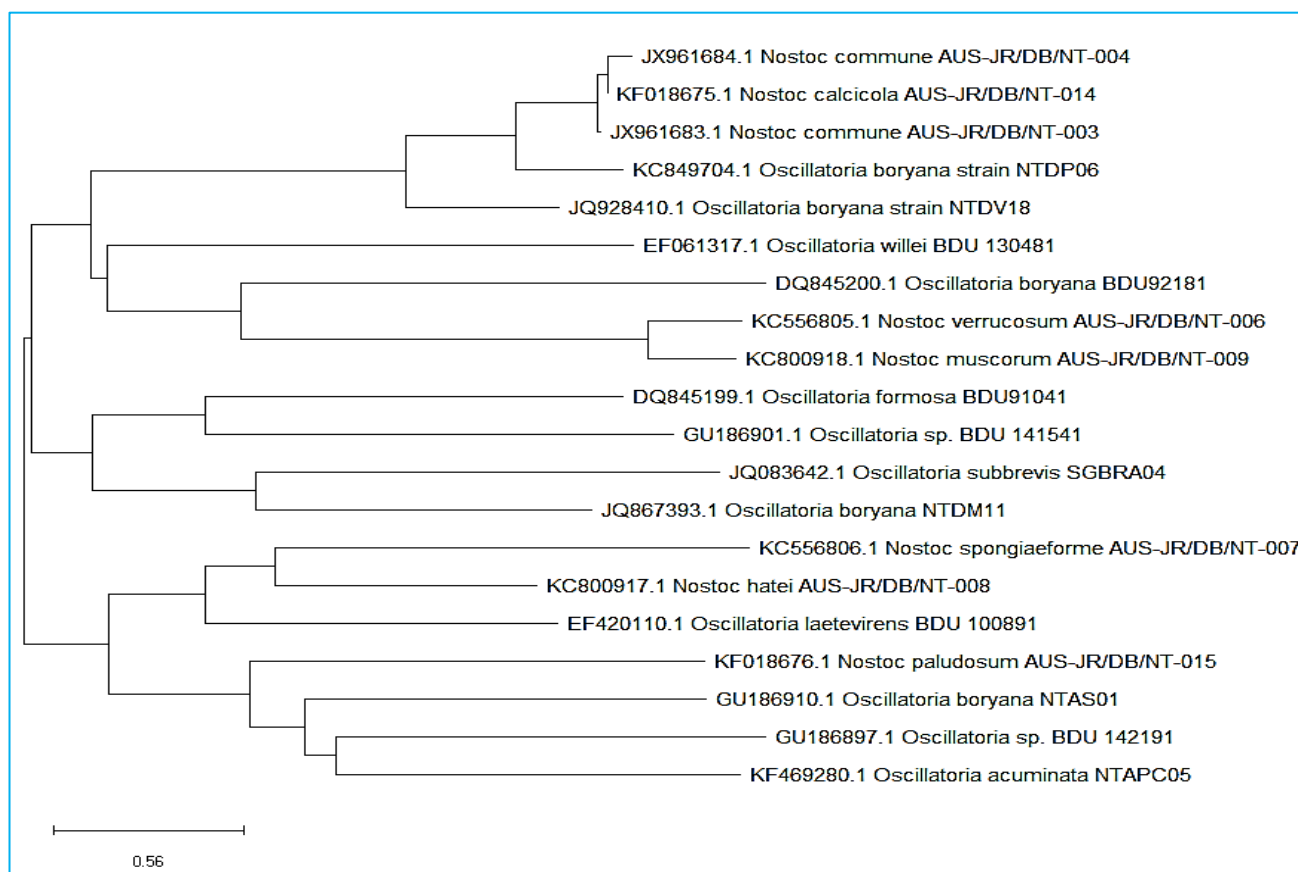 JX961684.1 Nostoc commune AUS-JR/DB/NT-004
KF018675.1 Nostoc calcicola AUS-JR/DB/NT-014
JX961683.1 Nostoc commune AUS-JR/DB/NT-003
KC849704.1 Oscillatoria boryana strain NTDP06
JQ928410.1 Oscillatoria boryana strain NTDV18
EF061317.1 Oscillatoria willei BDU 130481
DQ845200.1 Oscillatoria boryana BDU92181
KC556805.1 Nostoc verrucosum AUS-JR/DB/NT-006
KC800918.1 Nostoc muscorum AUS-JR/DB/NT-009
DQ845199.1 Oscillatoria formosa BDU91041
GU186901.1 Oscillatoria sp. BDU 141541
JQ083642.1 Oscillatoria subbrevis SGBRA04
JQ867393.1 Oscillatoria boryana NTDM11
KC556806.1 Nostoc spongiaeforme AUS-JR/DB/NT-007
KC800917.1 Nostoc hatei AUS-JR/DB/NT-008
EF420110.1 Oscillatoria laetevirens BDU 100891
KF018676.1 Nostoc paludosum AUS-JR/DB/NT-015
GU186910.1 Oscillatoria boryana NTAS01
GU186897.1 Oscillatoria sp. BDU 142191
KF469280.1 Oscillatoria acuminata NTAPC05
0.56